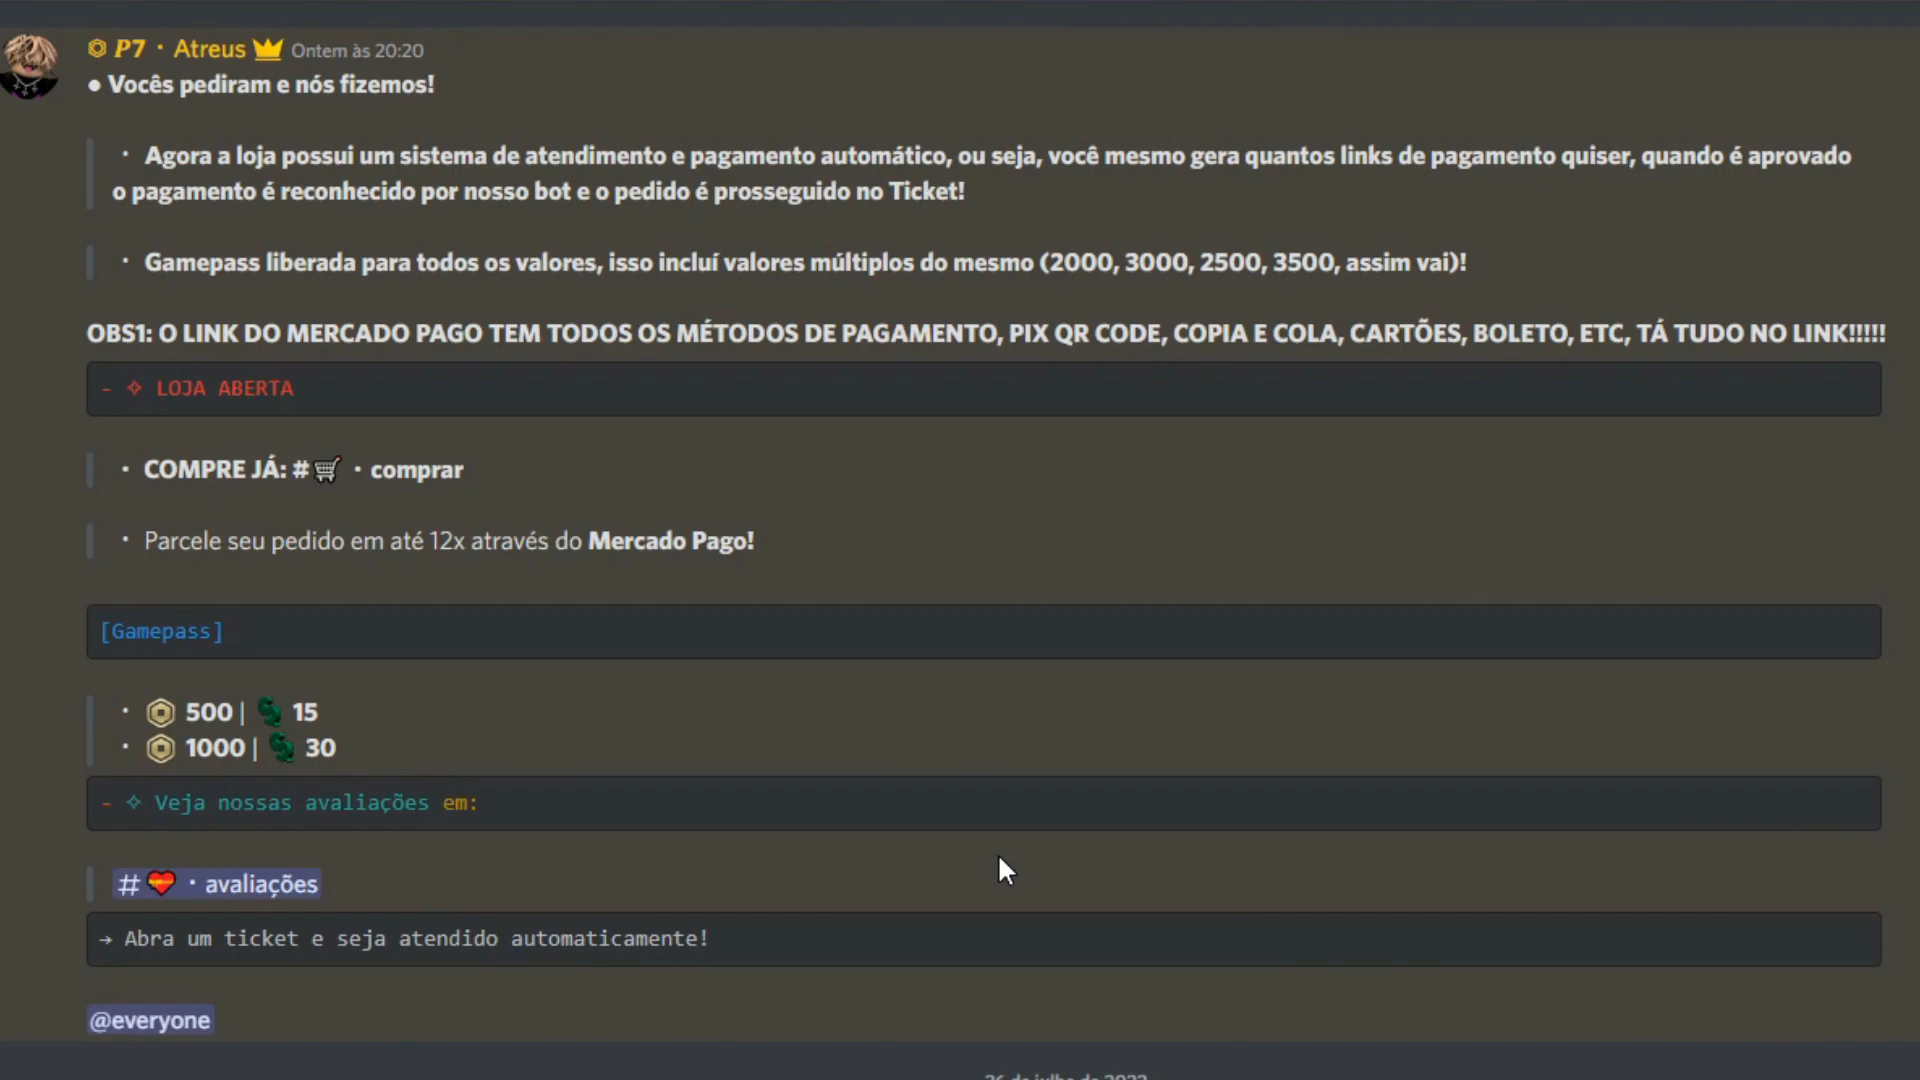 P7 · Atreus Ontem às 20:20
● Vocês pediram e nós fizemos!
· Agora a loja possui um sistema de atendimento e pagamento automático, ou seja, você mesmo gera quantos links de pagamento quiser, quando é aprovado
o pagamento é reconhecido por nosso bot e o pedido é prosseguido no Ticket!
· Gamepass liberada para todos os valores, isso incluí valores múltiplos do mesmo (2000, 3000, 2500, 3500, assim vai)!
OBS1: O LINK DO MERCADO PAGO TEM TODOS OS MÉTODOS DE PAGAMENTO, PIX QR CODE, COPIA E COLA, CARTÕES, BOLETO, ETC, TÁ TUDO NO LINK!!!!!
- ✧ LOJA ABERTA
· COMPRE JÁ: #🛒 · comprar
· Parcele seu pedido em até 12x através do Mercado Pago!
[Gamepass]
· 500 | 15
· 1000 | 30
- ✧ Veja nossas avaliações em:
# · avaliações
→ Abra um ticket e seja atendido automaticamente!
@everyone